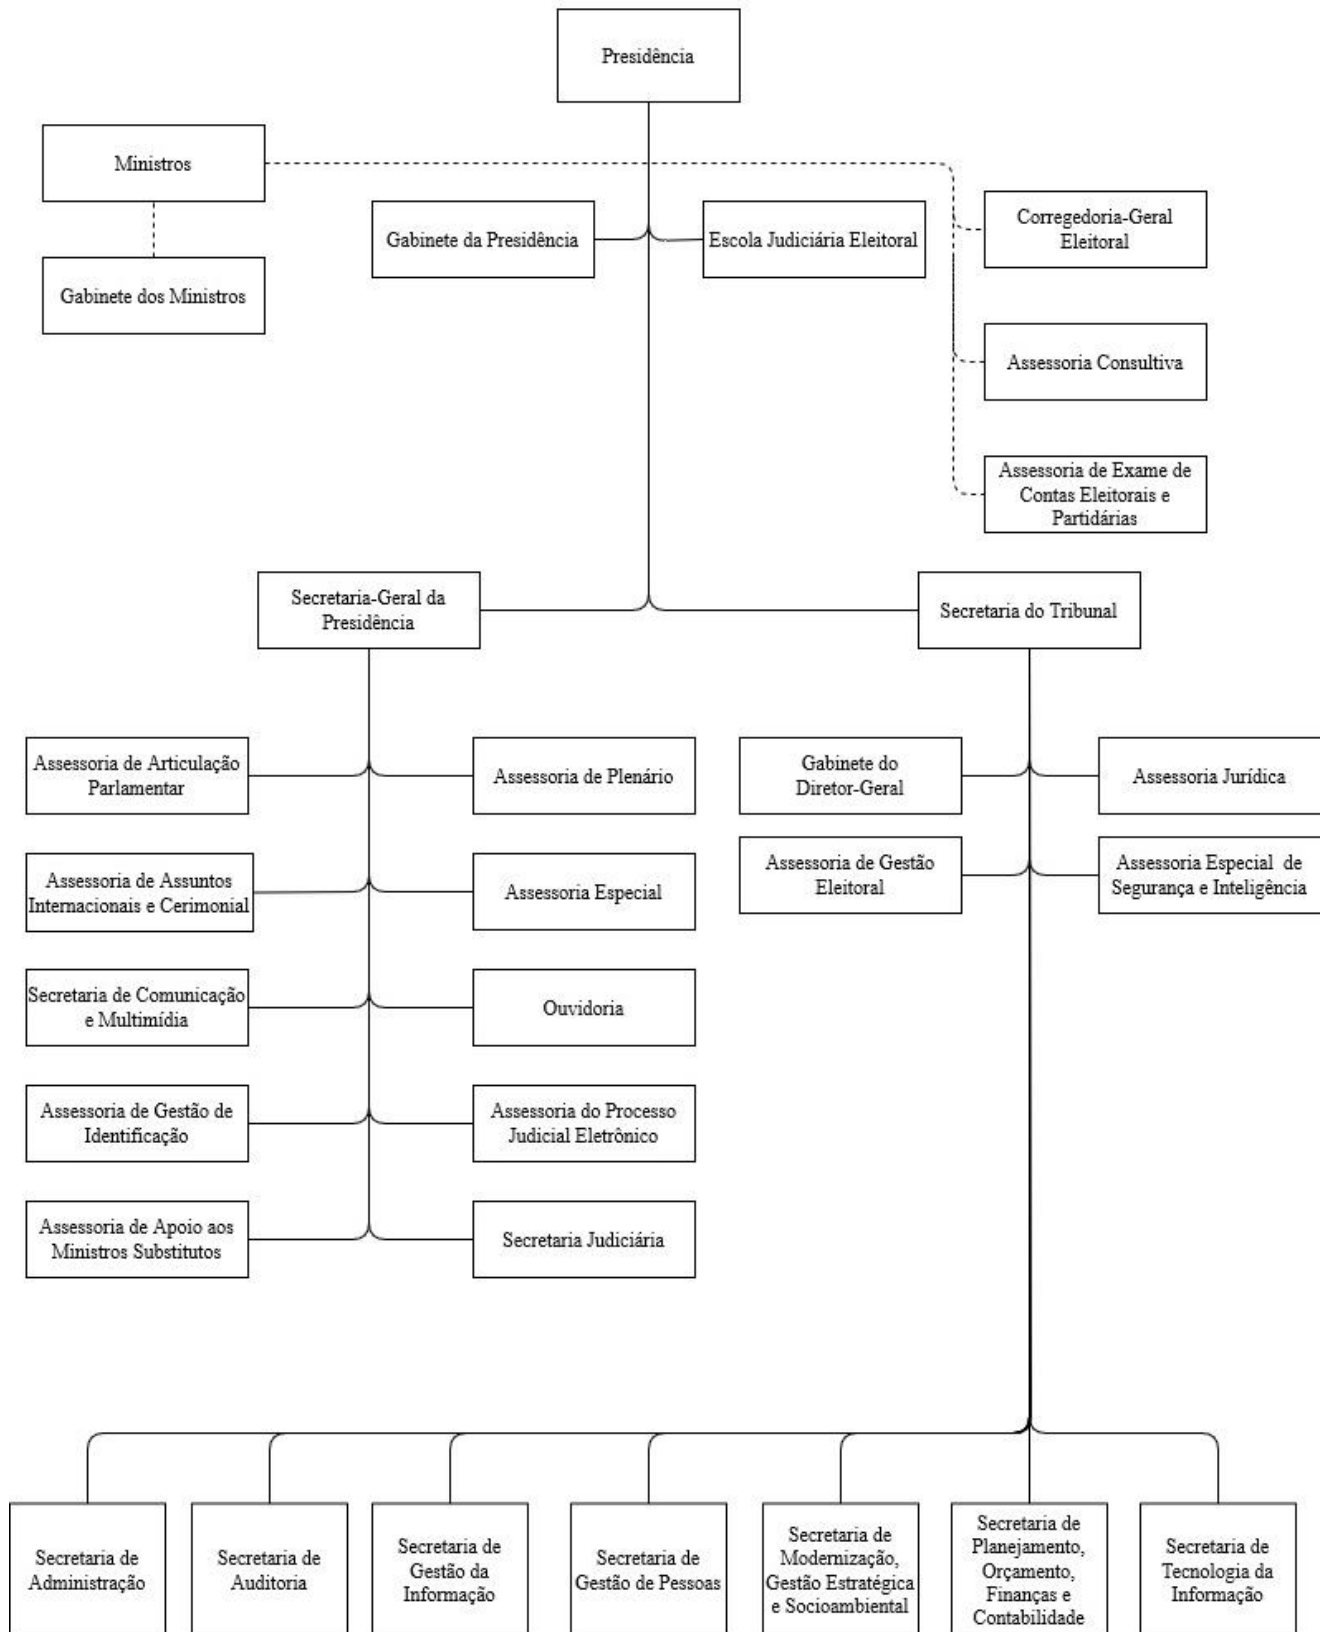 Presidência
Ministros
Gabinete da Presidência
Escola Judiciária Eleitoral
Corregedoria-Geral
Eleitoral
Gabinete dos Ministros
Assessoria Consultiva
Assessoria de Exame de
Contas Eleitorais e
Partidárias
Secretaria-Geral da
Presidência
Secretaria do Tribunal
Assessoria de Articulação
Parlamentar
Assessoria de Plenário
Gabinete do
Diretor-Geral
Assessoria Jurídica
Assessoria de Gestão
Eleitoral
Assessoria Especial de
Segurança e Inteligência
Assessoria de Assuntos
Internacionais e Cerimonial
Assessoria Especial
Secretaria de Comunicação
e Multimídia
Ouvidoria
Assessoria de Gestão de
Identificação
Assessoria do Processo
Judicial Eletrônico
Assessoria de Apoio aos
Ministros Substitutos
Secretaria Judiciária
Secretaria de
Administração
Secretaria de
Auditoria
Secretaria de
Gestão da
Informação
Secretaria de
Gestão de Pessoas
Secretaria de
Modernização,
Gestão Estratégica
e Socioambiental
Secretaria de
Planejamento,
Orçamento,
Finanças e
Contabilidade
Secretaria de
Tecnologia da
Informação